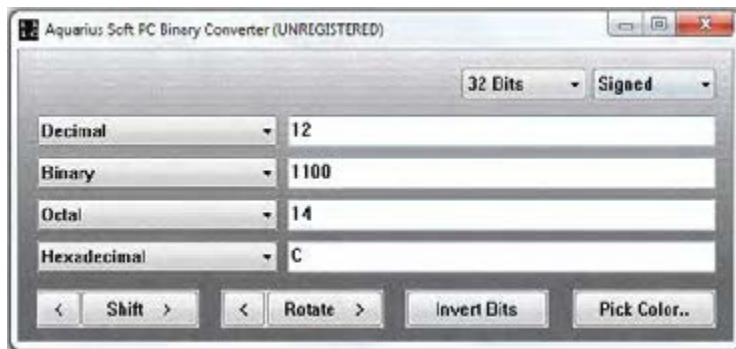 Aquarius Soft PC Binary Converter (UNREGISTERED)
32 Bits Signed
Decimal 12
Binary 1100
Octal 14
Hexadecimal C
< Shift > < Rotate > Invert Bits Pick Color..